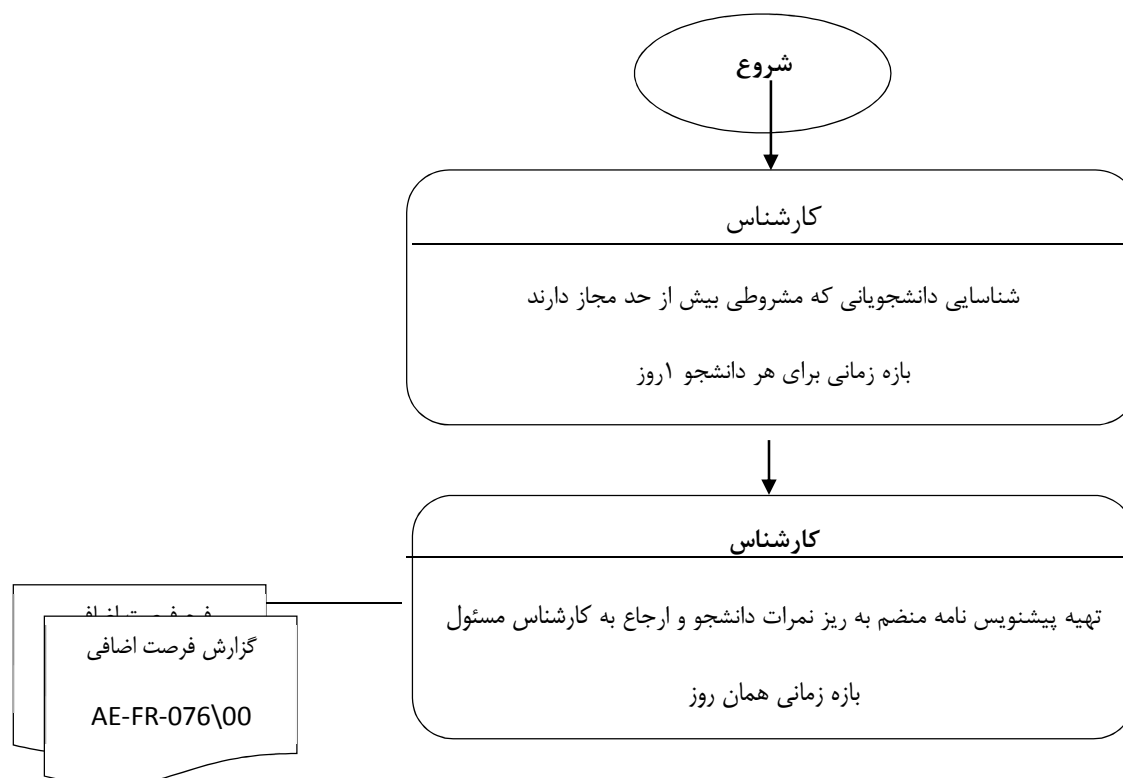 شروع
کارشناس
شناسایی دانشجویانی که مشروطی بیش از حد مجاز دارند
بازه زمانی برای هر دانشجو ۱روز
کارشناس
تهیه پیشنویس نامه منضم به ریز نمرات دانشجو و ارجاع به کارشناس مسئول
بازه زمانی همان روز
گزارش فرصت اضافی
AE-FR-076\00